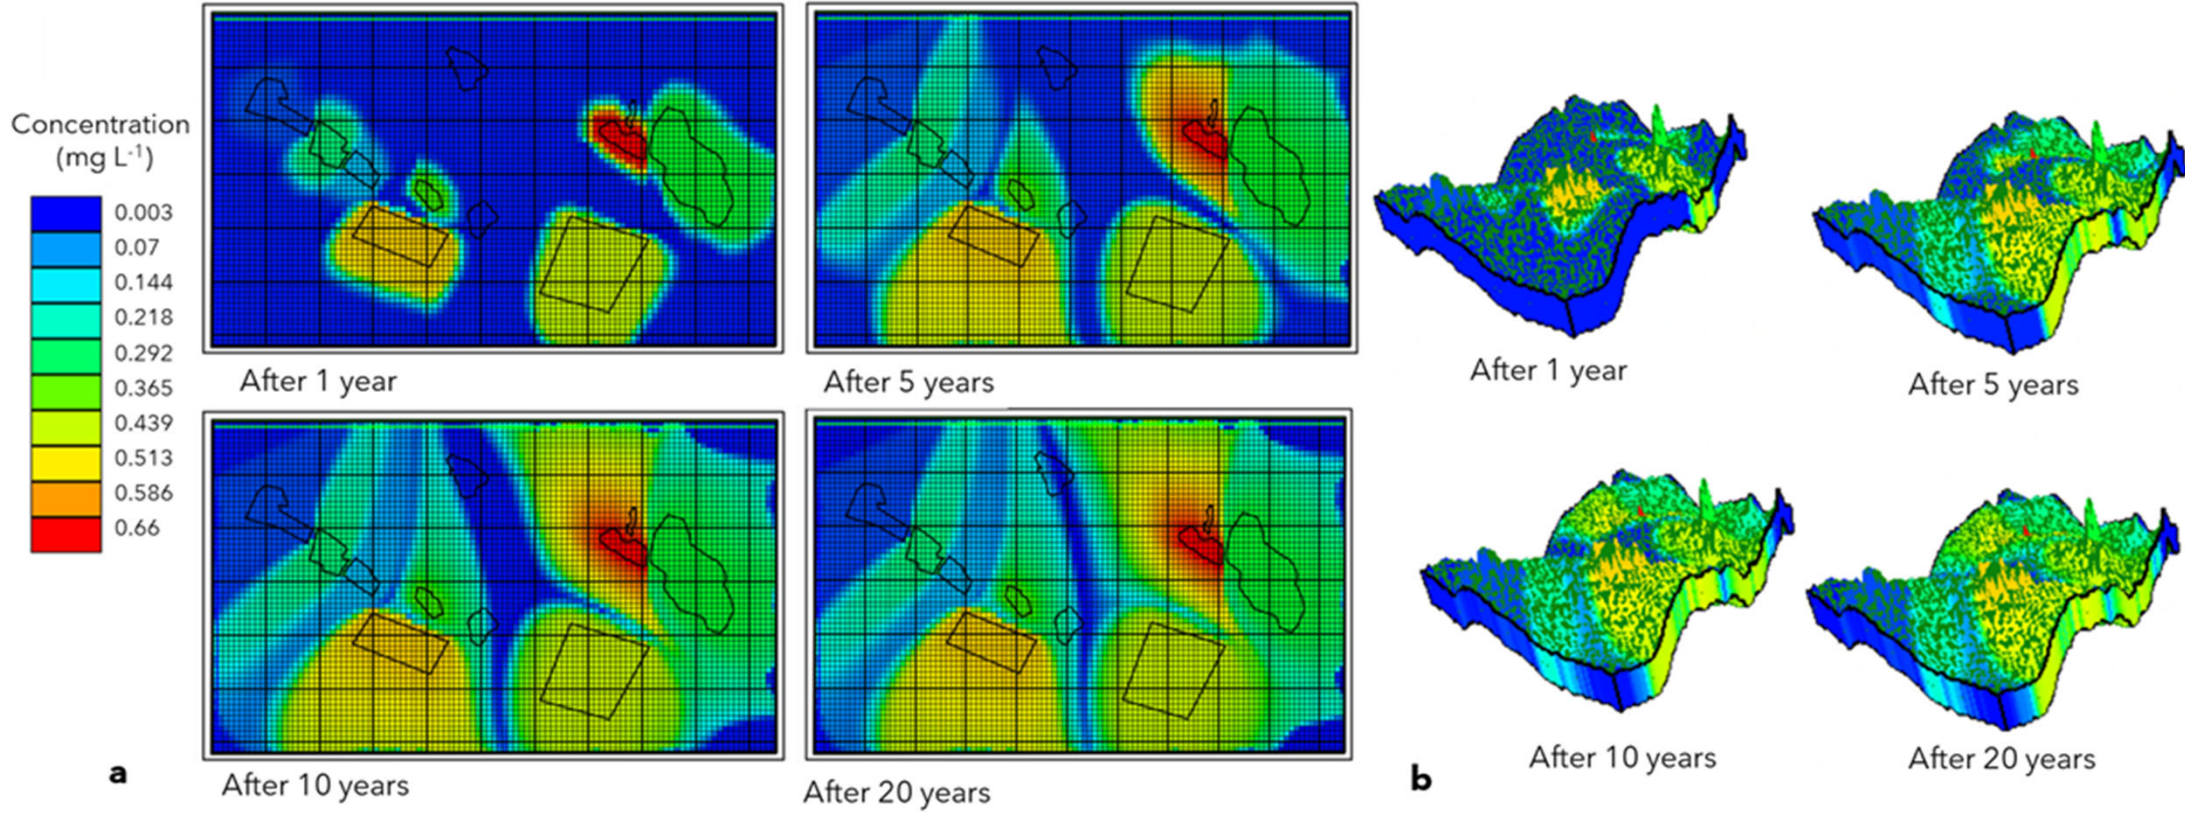 Concentration
(mg L-1)
0.003
0.07
0.144
0.218
0.292
0.365
0.439
0.513
0.586
0.66
After 1 year
After 5 years
After 10 years
After 20 years
a
After 1 year
After 5 years
After 10 years
After 20 years
b